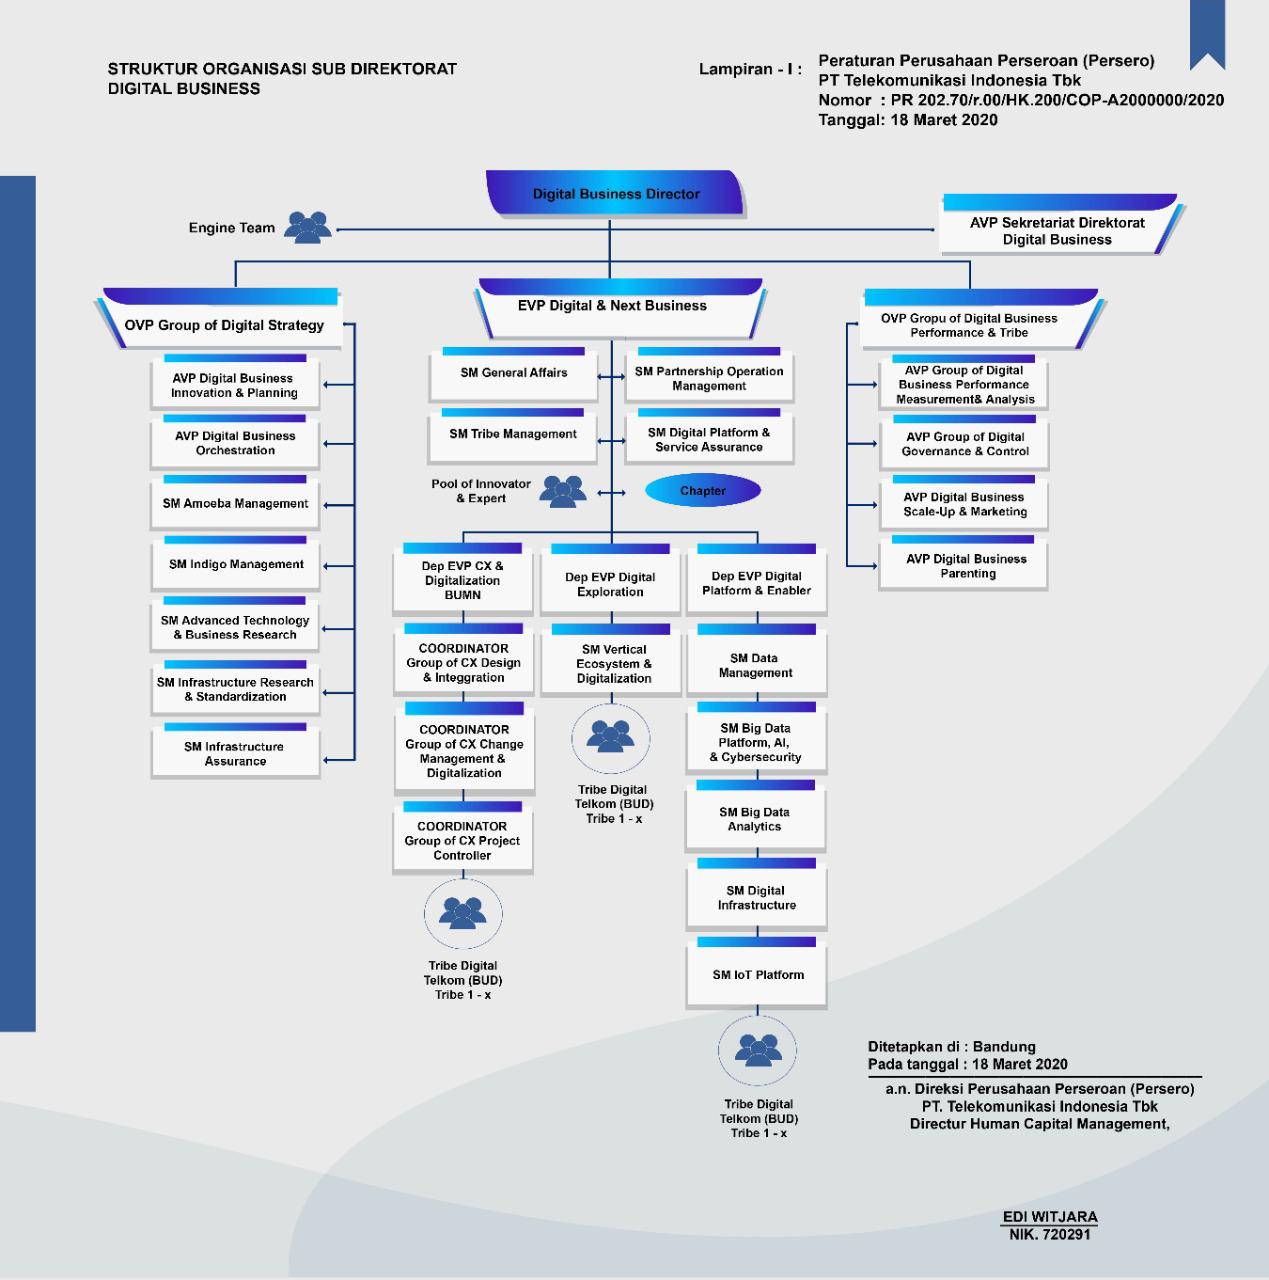 STRUKTUR ORGANISASI SUB DIREKTORAT
DIGITAL BUSINESS
Lampiran - I :
Peraturan Perusahaan Perseroan (Persero)
PT Telekomunikasi Indonesia Tbk
Nomor : PR 202.70/r.00/HK.200/COP-A2000000/2020
Tanggal: 18 Maret 2020
Digital Business Director
Engine Team
AVP Sekretariat Direktorat
Digital Business
OVP Group of Digital Strategy
AVP Digital Business
Innovation & Planning
AVP Digital Business
Orchestration
SM Amoeba Management
SM Indigo Management
SM Advanced Technology
& Business Research
SM Infrastructure Research
& Standardization
SM Infrastructure
Assurance
EVP Digital & Next Business
SM General Affairs
SM Partnership Operation
Management
SM Tribe Management
SM Digital Platform &
Service Assurance
Pool of Innovator
& Expert
Chapter
Dep EVP CX &
Digitalization
BUMN
COORDINATOR
Group of CX Design
& Integgration
COORDINATOR
Group of CX Change
Management &
Digitalization
COORDINATOR
Group of CX Project
Controller
Tribe Digital
Telkom (BUD)
Tribe 1 - x
Dep EVP Digital
Exploration
SM Vertical
Ecosystem &
Digitalization
Tribe Digital
Telkom (BUD)
Tribe 1 - x
Dep EVP Digital
Platform & Enabler
SM Data
Management
SM Big Data
Platform, AI,
& Cybersecurity
SM Big Data
Analytics
SM Digital
Infrastructure
SM IoT Platform
Tribe Digital
Telkom (BUD)
Tribe 1 - x
OVP Gropu of Digital Business
Performance & Tribe
AVP Group of Digital
Business Performance
Measurement& Analysis
AVP Group of Digital
Governance & Control
AVP Digital Business
Scale-Up & Marketing
AVP Digital Business
Parenting
Ditetapkan di : Bandung
Pada tanggal : 18 Maret 2020
a.n. Direksi Perusahaan Perseroan (Persero)
PT. Telekomunikasi Indonesia Tbk
Directur Human Capital Management,
EDI WITJARA
NIK. 720291